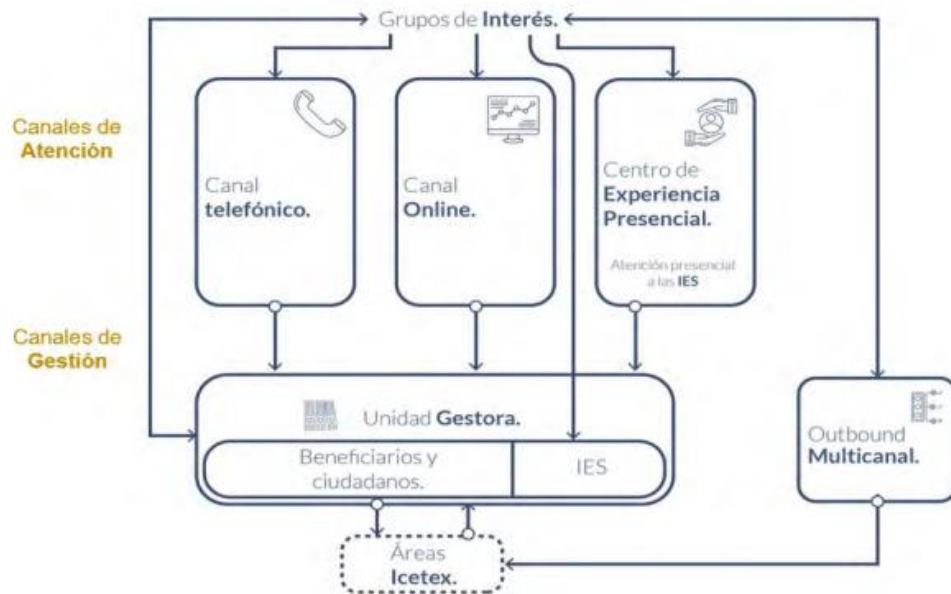 Grupos de Interés.
Canales de
Atención
Canal
telefónico.
Canal
Online.
Centro de
Experiencia
Presencial.
Atención presencial
a las IES
Canales de
Gestión
Unidad Gestora.
Beneficiarios y
ciudadanos.
IES
Outbound
Multicanal.
Áreas
Icetex.